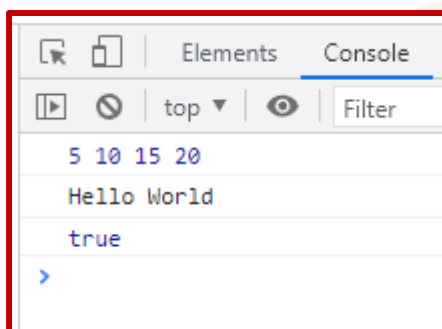 Elements Console
top ▼ Filter
5 10 15 20
Hello World
true
>